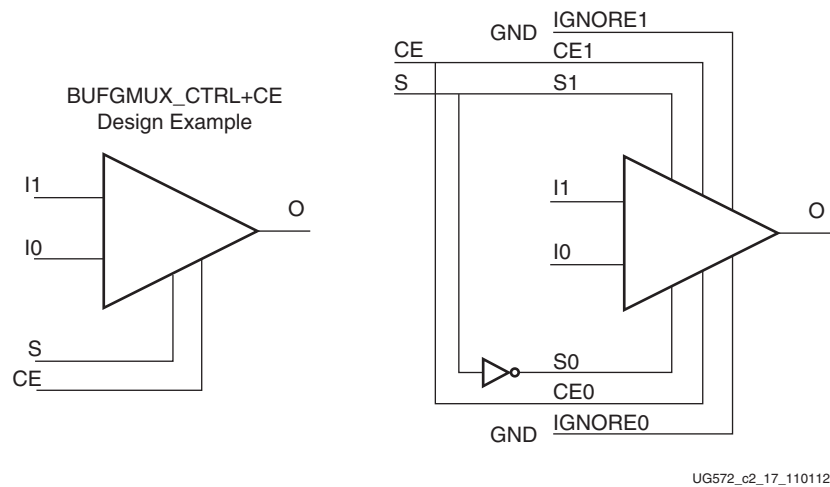 BUFGMUX_CTRL+CE
Design Example
I1
I0
O
S
CE
GND
IGNORE1
CE
CE1
S
S1
I1
I0
O
S0
CE0
GND
IGNORE0
UG572_c2_17_110112